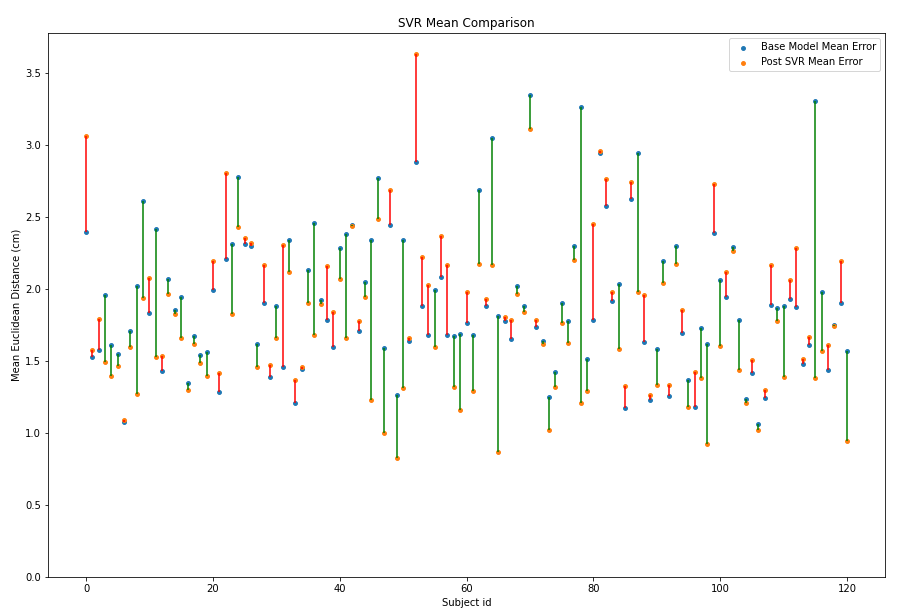 SVR Mean Comparison
Base Model Mean Error
Post SVR Mean Error
Mean Eucilidean Distance (cm)
3.5
3.0
2.5
2.0
1.5
1.0
0.5
0.0
0 20 40 60 80 100 120
Subject id